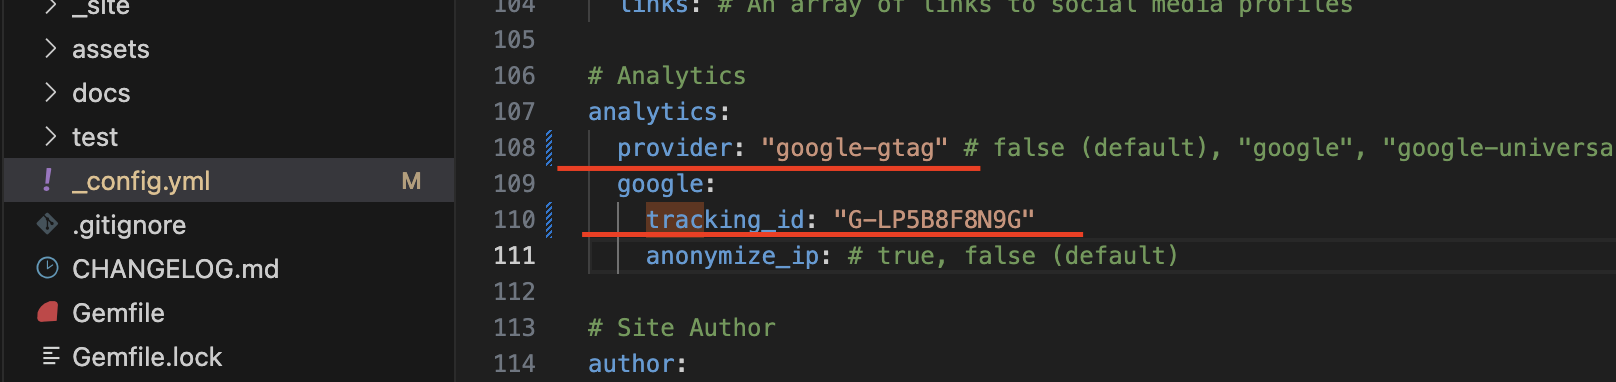 _site
assets
docs
test
! _config.yml M
.gitignore
CHANGELOG.md
Gemfile
Gemfile.lock
104 links: # An array of links to social media profiles
105
106 # Analytics
107 analytics:
108 provider: "google-gtag" # false (default), "google", "google-universa
109 google:
110 tracking_id: "G-LP5B8F8N9G"
111 anonymize_ip: # true, false (default)
112
113 # Site Author
114 author: